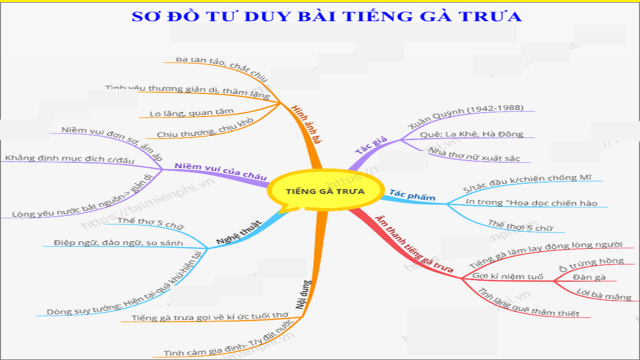 SƠ ĐỒ TƯ DUY BÀI TIẾNG GÀ TRƯA
TIẾNG GÀ TRƯA
Hình ảnh bà
Bà tần tảo, chắt chiu
Tình yêu thương giản dị, thầm lặng
Lo lắng, quan tâm
Chịu thương, chịu khó
Niềm vui của cháu
Niềm vui đơn sơ, ấm áp
Khẳng định mục đích c/đấu
Lòng yêu nước bắt nguồn-> giản dị
Nghệ thuật
Thể thơ 5 chữ
Điệp ngữ, đảo ngữ, so sánh
Dòng suy tưởng: Hiện tại-quá khứ-hiện tại
Nội dung
Tiếng gà trưa gọi về kí ức tuổi thơ
Tình cảm gia đình- T/y đất nước
Tác giả
Xuân Quỳnh (1942-1988)
Quê: La Khê, Hà Đông
Nhà thơ nữ xuất sắc
Tác phẩm
S/tác đầu k/chiến chống Mĩ
In trong "Hoa dọc chiến hào
Thể thơi 5 chữ
Âm thanh tiếng gà trưa
Tiếng gà làm lay động lòng người
Gợi kỉ niệm tuổ
Ổ trứng hồng
Đàn gà
Lời bà mắng
Tình làng quê thắm thiết
https://taimienphi.vn